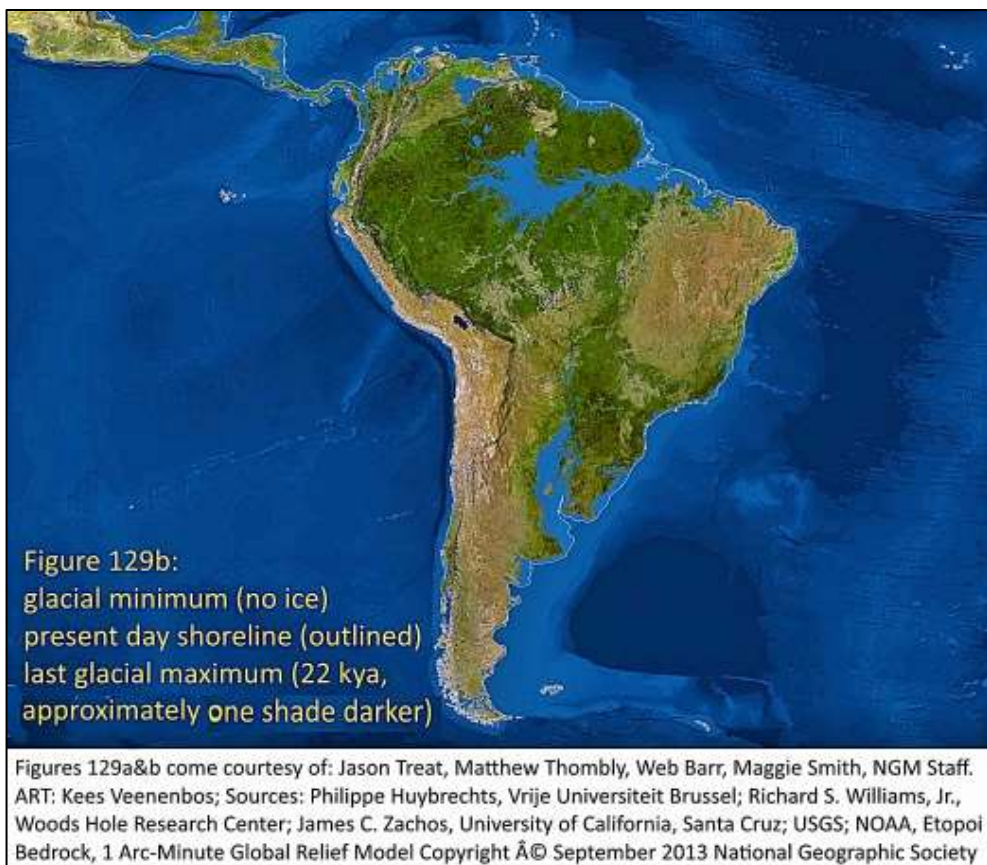 Figure 129b:
glacial minimum (no ice)
present day shoreline (outlined)
last glacial maximum (22 kya,
approximately one shade darker)
Figures 129a&b come courtesy of: Jason Treat, Matthew Thombly, Web Barr, Maggie Smith, NGM Staff.
ART: Kees Veenenbos; Sources: Philippe Huybrechts, Vrije Universiteit Brussel; Richard S. Williams, Jr.,
Woods Hole Research Center; James C. Zachos, University of California, Santa Cruz; USGS; NOAA, Etopoi
Bedrock, 1 Arc-Minute Global Relief Model Copyright Â© September 2013 National Geographic Society